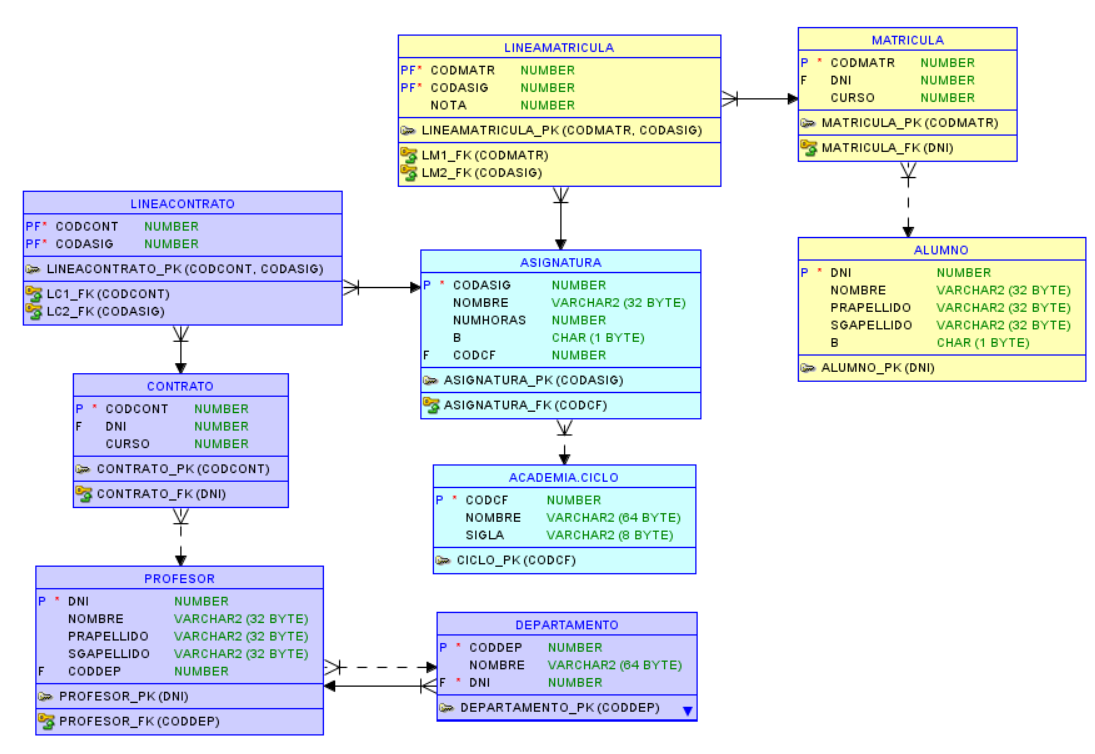 LINEAMATRICULA
PF* CODMATR NUMBER
PF* CODASIG NUMBER
NOTA NUMBER
LINEAMATRICULA_PK (CODMATR, CODASIG)
LM1_FK (CODMATR)
LM2_FK (CODASIG)
MATRICULA
P * CODMATR NUMBER
F DNI NUMBER
CURSO NUMBER
MATRICULA_PK (CODMATR)
MATRICULA_FK (DNI)
LINEACONTRATO
PF* CODCONT NUMBER
PF* CODASIG NUMBER
LINEACONTRATO_PK (CODCONT, CODASIG)
LC1_FK (CODCONT)
LC2_FK (CODASIG)
ASIGNATURA
P * CODASIG NUMBER
NOMBRE VARCHAR2 (32 BYTE)
NUMHORAS NUMBER
B CHAR (1 BYTE)
F CODCF NUMBER
ASIGNATURA_PK (CODASIG)
ASIGNATURA_FK (CODCF)
ALUMNO
P * DNI NUMBER
NOMBRE VARCHAR2 (32 BYTE)
PRAPELLIDO VARCHAR2 (32 BYTE)
SGAPELLIDO VARCHAR2 (32 BYTE)
B CHAR (1 BYTE)
ALUMNO_PK (DNI)
CONTRATO
P * CODCONT NUMBER
F DNI NUMBER
CURSO NUMBER
CONTRATO_PK (CODCONT)
CONTRATO_FK (DNI)
ACADEMIA.CICLO
P * CODCF NUMBER
NOMBRE VARCHAR2 (64 BYTE)
SIGLA VARCHAR2 (8 BYTE)
CICLO_PK (CODCF)
PROFESOR
P * DNI NUMBER
NOMBRE VARCHAR2 (32 BYTE)
PRAPELLIDO VARCHAR2 (32 BYTE)
SGAPELLIDO VARCHAR2 (32 BYTE)
F CODDEP NUMBER
PROFESOR_PK (DNI)
PROFESOR_FK (CODDEP)
DEPARTAMENTO
P * CODDEP NUMBER
NOMBRE VARCHAR2 (64 BYTE)
F * DNI NUMBER
DEPARTAMENTO_PK (CODDEP)